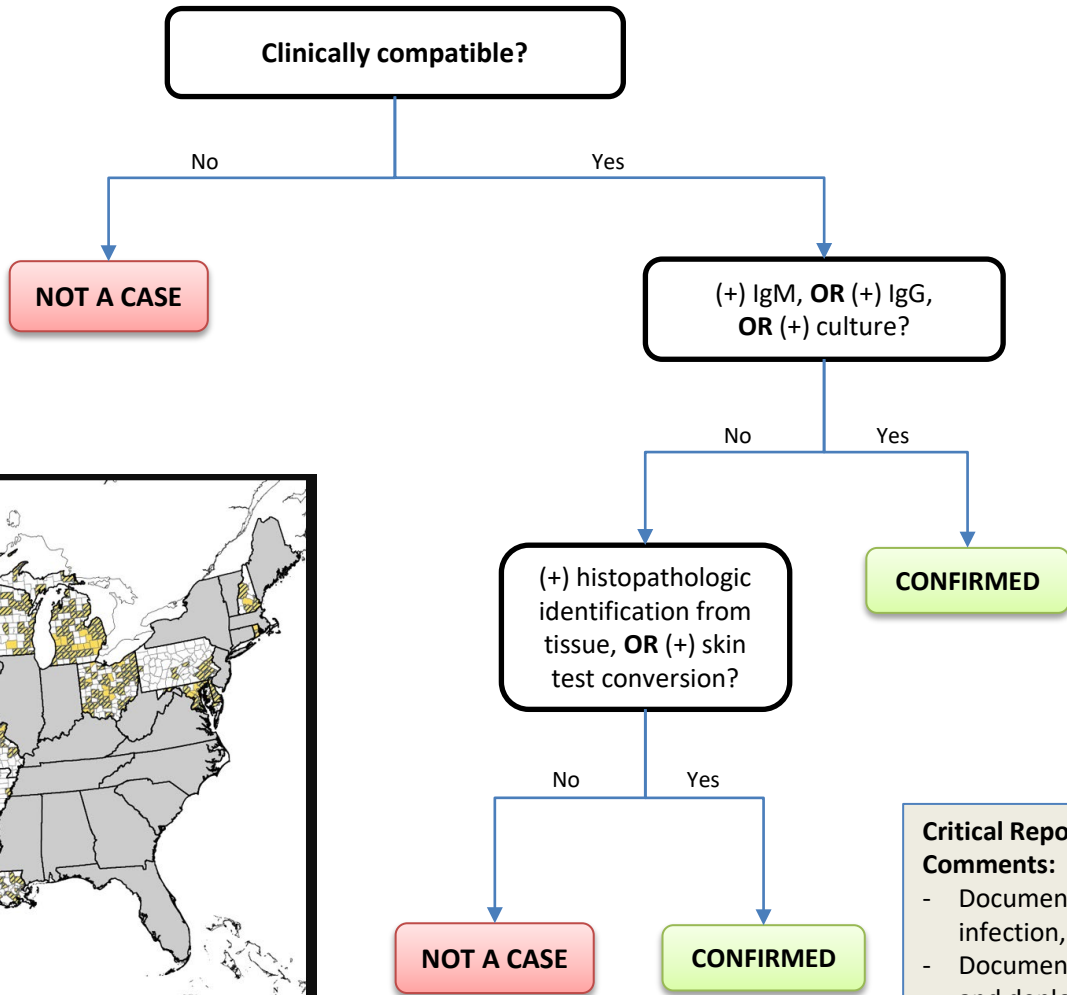 Clinically compatible?
No
Yes
NOT A CASE
(+) IgM, OR (+) IgG,
OR (+) culture?
No
Yes
(+) histopathologic
identification from
tissue, OR (+) skin
test conversion?
CONFIRMED
No
Yes
NOT A CASE
CONFIRMED
Critical Repo
Comments:
- Documen
infection,
- Documen